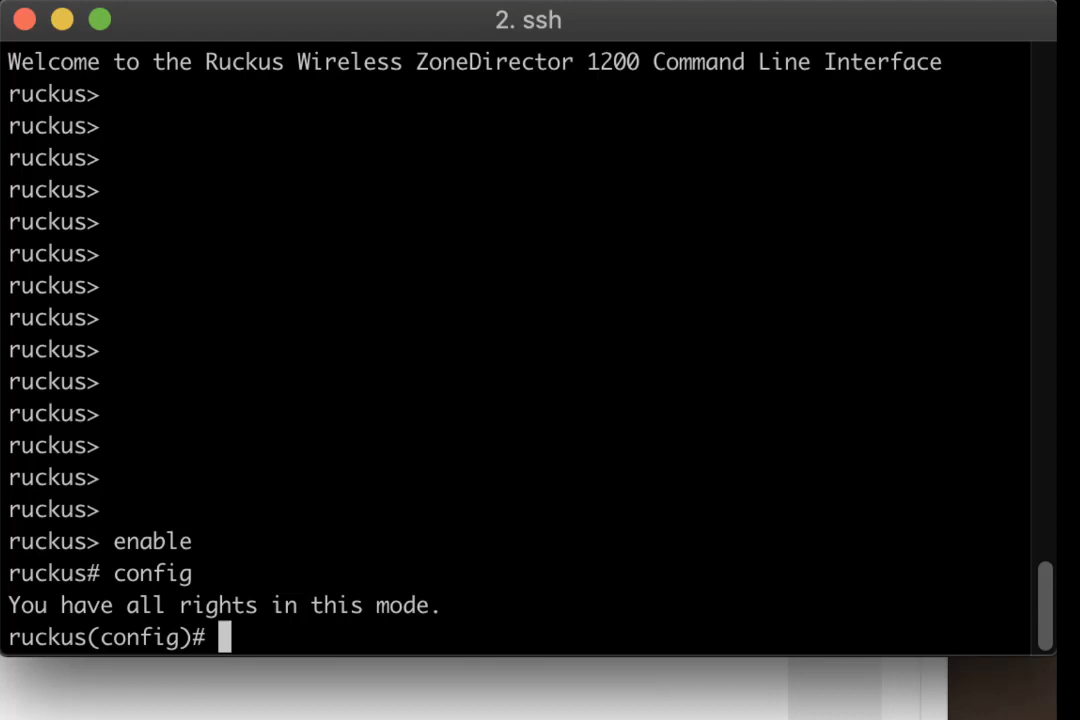 2. ssh
Welcome to the Ruckus Wireless ZoneDirector 1200 Command Line Interface
ruckus>
ruckus>
ruckus>
ruckus>
ruckus>
ruckus>
ruckus>
ruckus>
ruckus>
ruckus>
ruckus>
ruckus>
ruckus>
ruckus>
ruckus> enable
ruckus# config
You have all rights in this mode.
ruckus(config)#